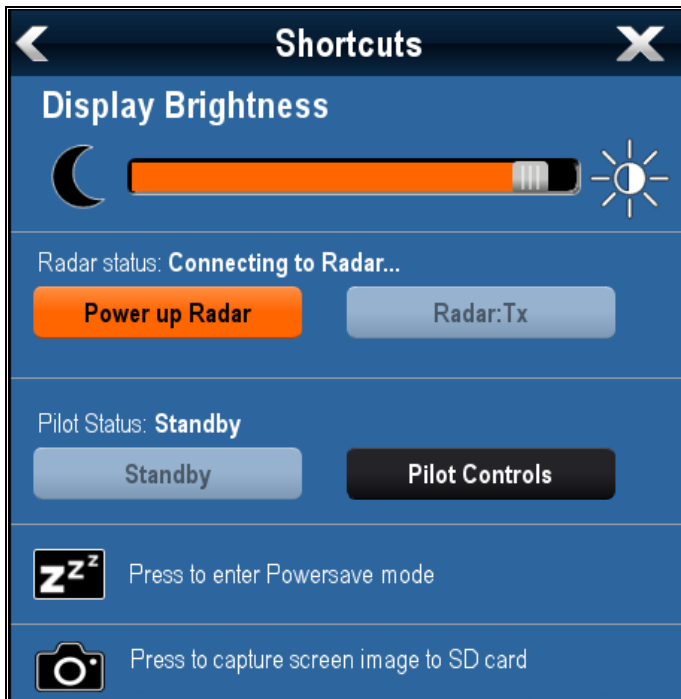 Shortcuts
Display Brightness
Radar status: Connecting to Radar...
Power up Radar
Radar:Tx
Pilot Status: Standby
Standby
Pilot Controls
zzz
Press to enter Powersave mode
Press to capture screen image to SD card